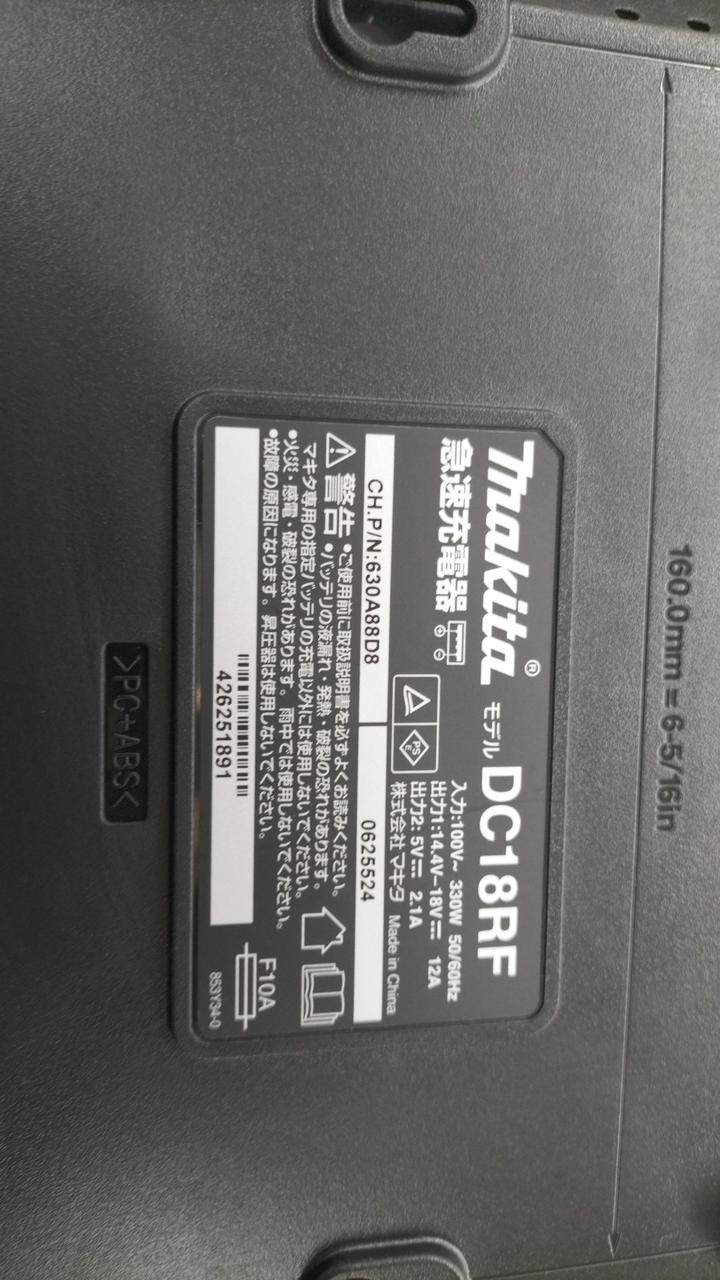 160.0mm = 6-5/16in
makita® モデル DC18RF
急速充電器
入力:100V~ 330W 50/60Hz
出力1:14.4V-18V⎓ 12A
出力2: 5V⎓ 2.1A
PS
E
株式会社マキタ Made in China
CH.P/N:630A88D8 0625524
警告 •ご使用前に取扱説明書を必ずよくお読みください。
•バッテリの液漏れ・発熱・破裂の恐れがあります。
マキタ専用の指定バッテリの充電以外には使用しないでください。
•火災・感電・破裂の恐れがあります。雨中では使用しないでください。
•故障の原因になります。昇圧器は使用しないでください。
F10A
426251891
853Y34-0
>PC+ABS<